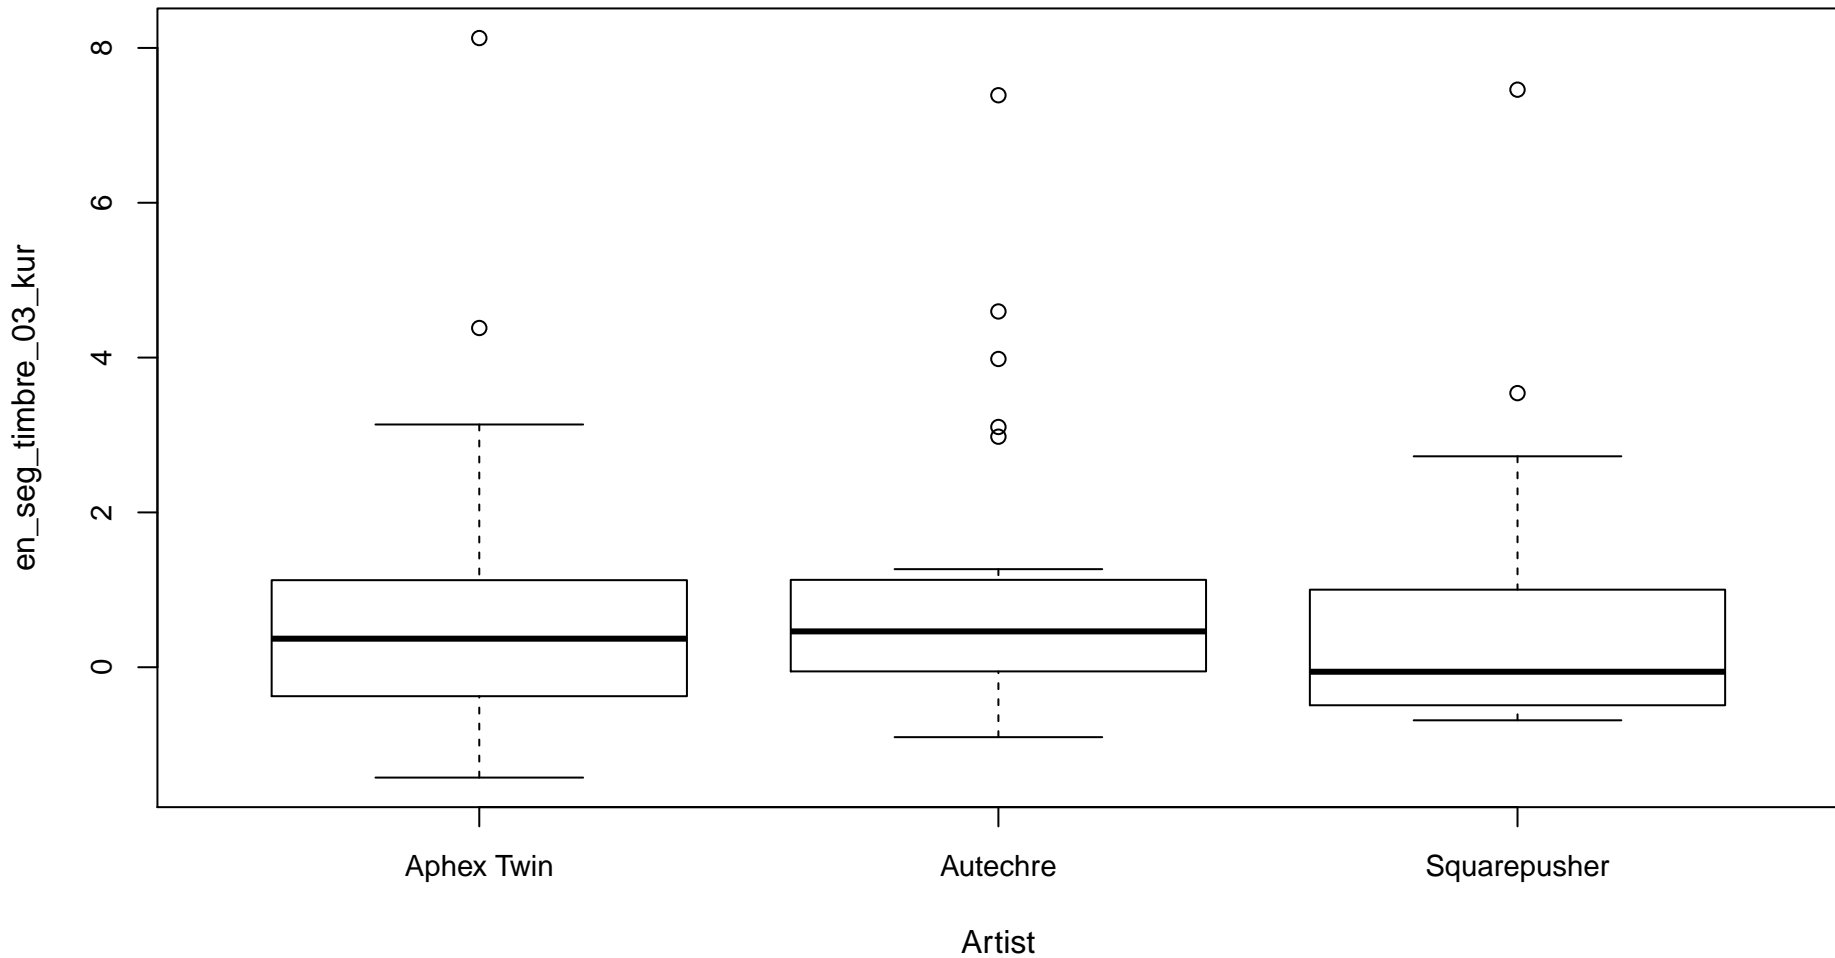 en_seg_timbre_03_kur
8
6
4
2
0
Aphex Twin
Autechre
Squarepusher
Artist